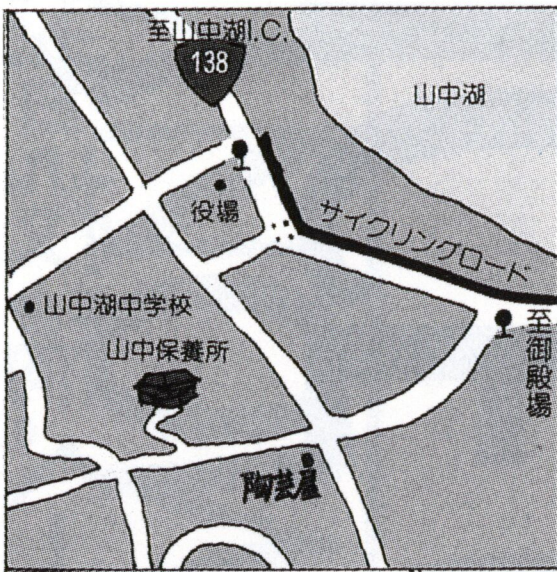 至山中湖I.C.
138
山中湖
役場
サイクリングロード
山中湖中学校
山中保養所
至御殿場
陶芸屋